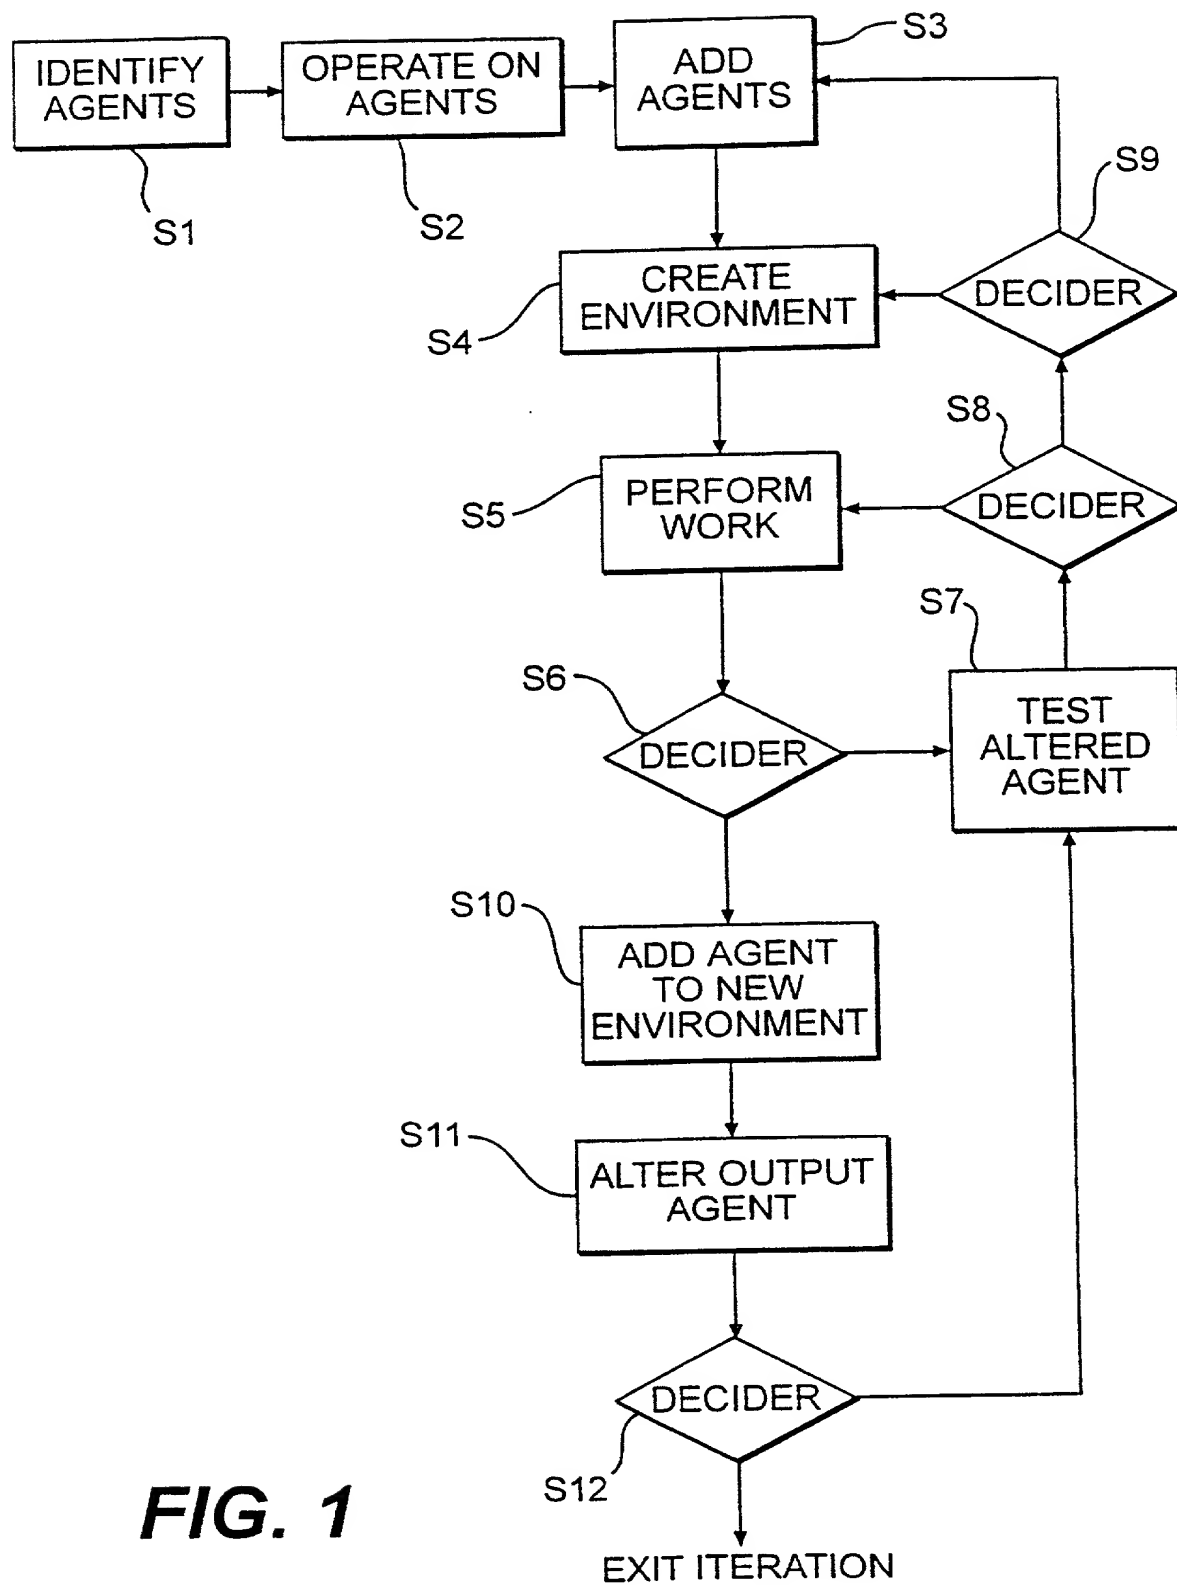 S3
IDENTIFY
AGENTS
OPERATE ON
AGENTS
ADD
AGENTS
S1
S2
S9
CREATE
ENVIRONMENT
DECIDER
S4
S8
PERFORM
WORK
DECIDER
S5
S7
S6
DECIDER
TEST
ALTERED
AGENT
S10
ADD AGENT
TO NEW
ENVIRONMENT
S11
ALTER OUTPUT
AGENT
DECIDER
S12
FIG. 1
EXIT ITERATION